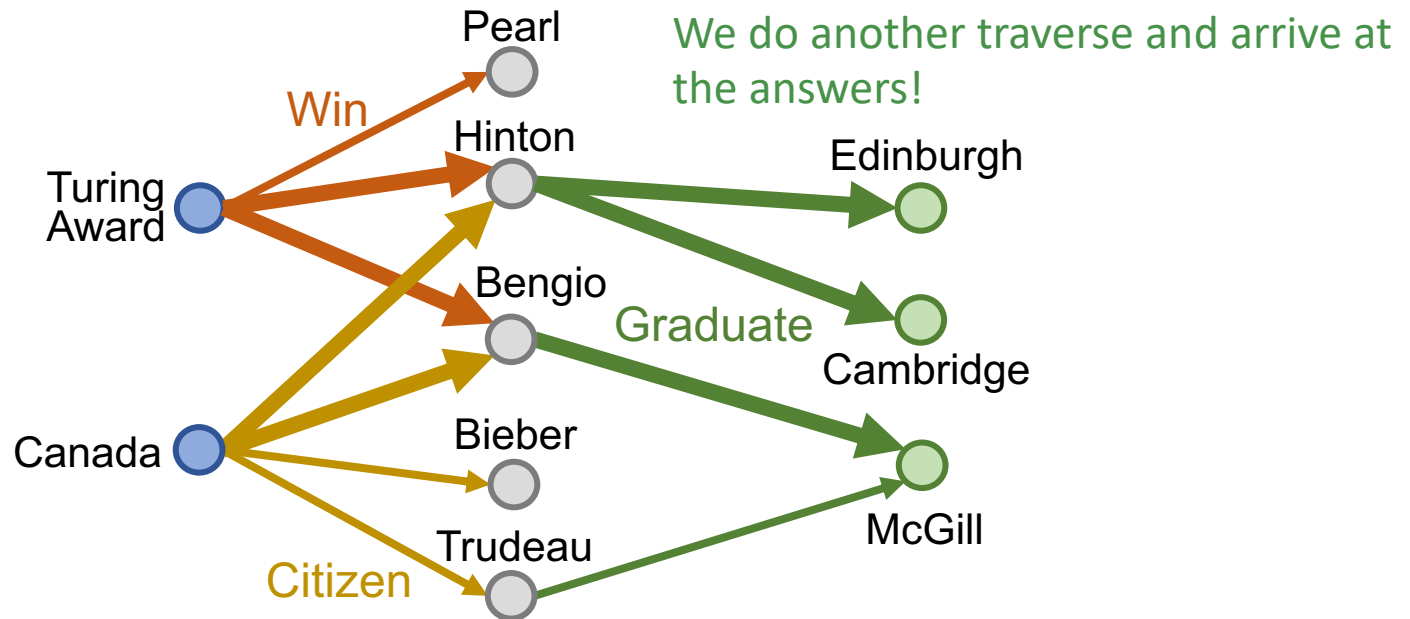 Pearl
We do another traverse and arrive at
the answers!
Win
Hinton
Edinburgh
Turing
Award
Bengio
Graduate
Cambridge
Canada
Bieber
McGill
Trudeau
Citizen